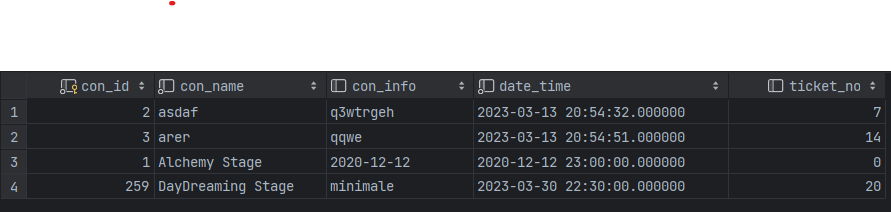 con_id con_name con_info date_time ticket_no
1 2 asdaf q3wtrgeh 2023-03-13 20:54:32.000000 7
2 3 arer qqwe 2023-03-13 20:54:51.000000 14
3 1 Alchemy Stage 2020-12-12 2020-12-12 23:00:00.000000 0
4 259 DayDreaming Stage minimale 2023-03-30 22:30:00.000000 20